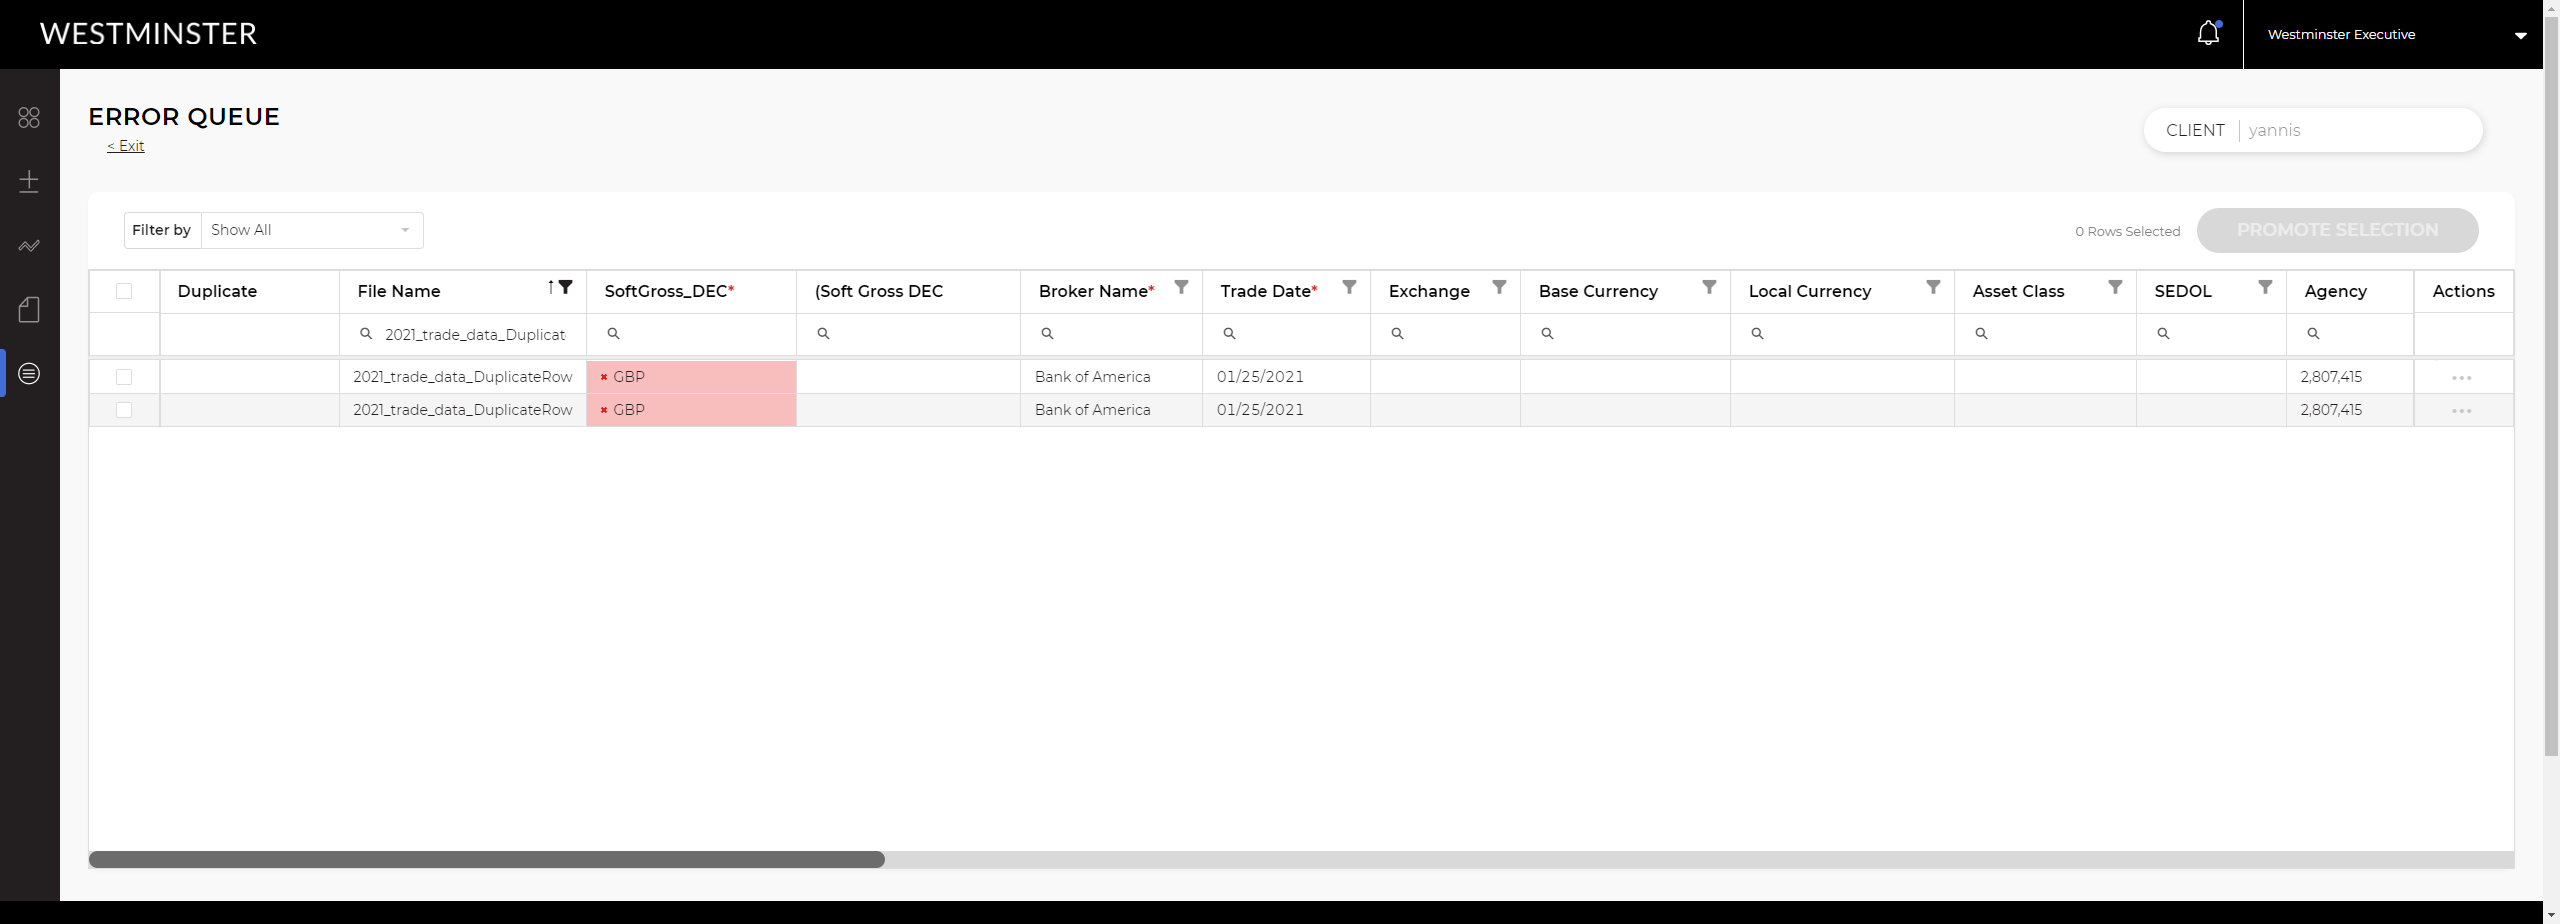 WESTMINSTER
Westminster Executive
ERROR QUEUE
< Exit
CLIENT yannis
Filter by Show All
0 Rows Selected PROMOTE SELECTION
Duplicate File Name SoftGross_DEC* (Soft Gross DEC Broker Name* Trade Date* Exchange Base Currency Local Currency Asset Class SEDOL Agency Actions
2021_trade_data_Duplicat
2021_trade_data_DuplicateRow GBP Bank of America 01/25/2021 2,807,415
2021_trade_data_DuplicateRow GBP Bank of America 01/25/2021 2,807,415